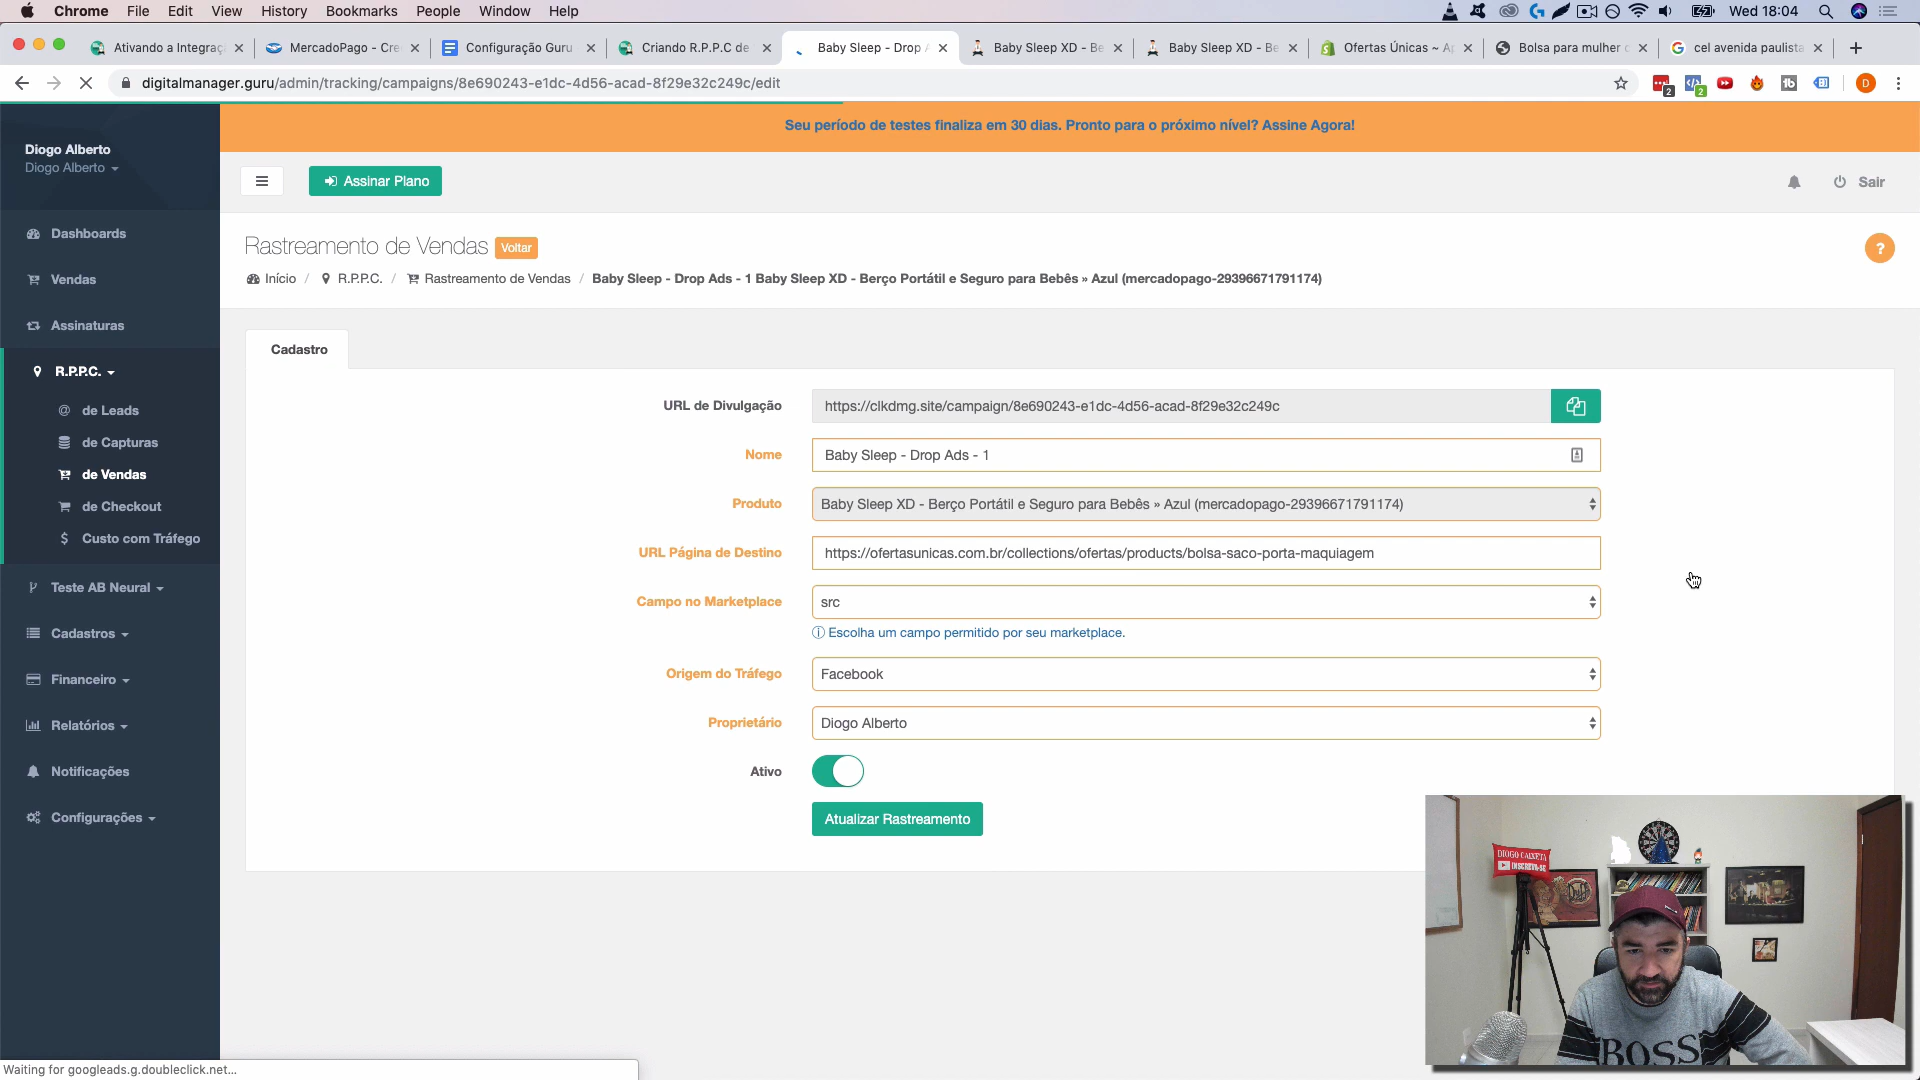 Chrome File Edit View History Bookmarks People Window Help Wed 18:04
Ativando a Integraç MercadoPago - Cre Configuração Guru Criando R.P.P.C de Baby Sleep - Drop A Baby Sleep XD - Be Baby Sleep XD - Be Ofertas Únicas ~ A Bolsa para mulher cel avenida paulista
digitalmanager.guru/admin/tracking/campaigns/8e690243-e1dc-4d56-acad-8f29e32c249c/edit
Seu período de testes finaliza em 30 dias. Pronto para o próximo nível? Assine Agora!
Diogo Alberto
Diogo Alberto
Assinar Plano
Sair
Rastreamento de Vendas Voltar
Início / R.P.P.C. / Rastreamento de Vendas / Baby Sleep - Drop Ads - 1 Baby Sleep XD - Berço Portátil e Seguro para Bebês » Azul (mercadopago-29396671791174)
?
Dashboards
Vendas
Assinaturas
R.P.P.C.
de Leads
de Capturas
de Vendas
de Checkout
Custo com Tráfego
Teste AB Neural
Cadastros
Financeiro
Relatórios
Notificações
Configurações
Cadastro
URL de Divulgação https://clkdmg.site/campaign/8e690243-e1dc-4d56-acad-8f29e32c249c
Nome Baby Sleep - Drop Ads - 1
Produto Baby Sleep XD - Berço Portátil e Seguro para Bebês » Azul (mercadopago-29396671791174)
URL Página de Destino https://ofertasunicas.com.br/collections/ofertas/products/bolsa-saco-porta-maquiagem
Campo no Marketplace src
Escolha um campo permitido por seu marketplace.
Origem do Tráfego Facebook
Proprietário Diogo Alberto
Ativo
Atualizar Rastreamento
DIOGO CAIXETA
INSCREVA-SE
BOSS
Waiting for googleads.g.doubleclick.net...